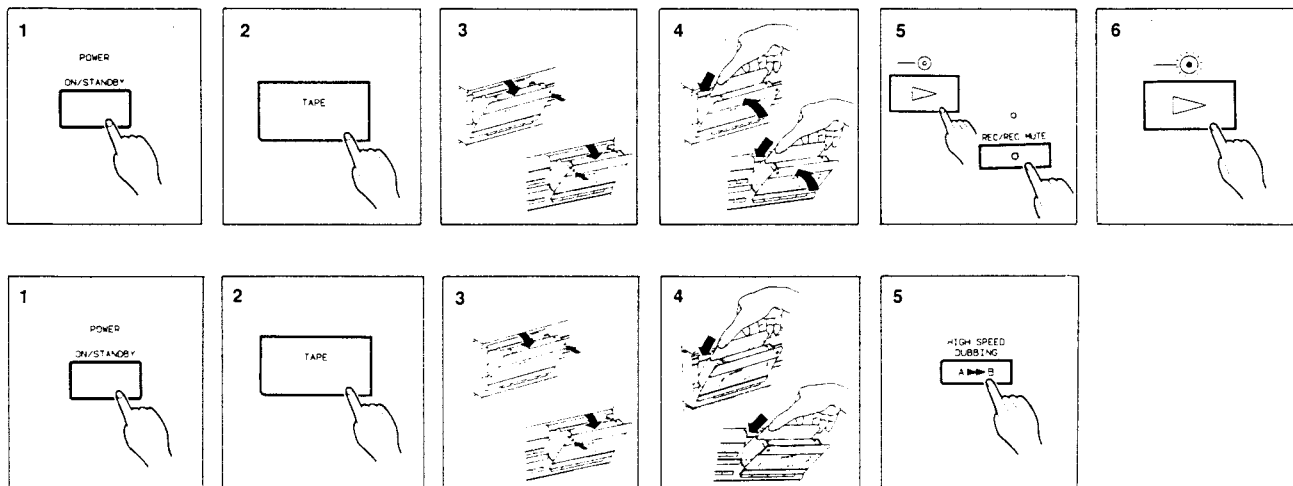 1
POWER
ON/STANDBY
2
TAPE
3
4
5
REC/REC MUTE
6
1
POWER
ON/STANDBY
2
TAPE
3
4
5
HIGH SPEED
DUBBING
A ▶▶ B